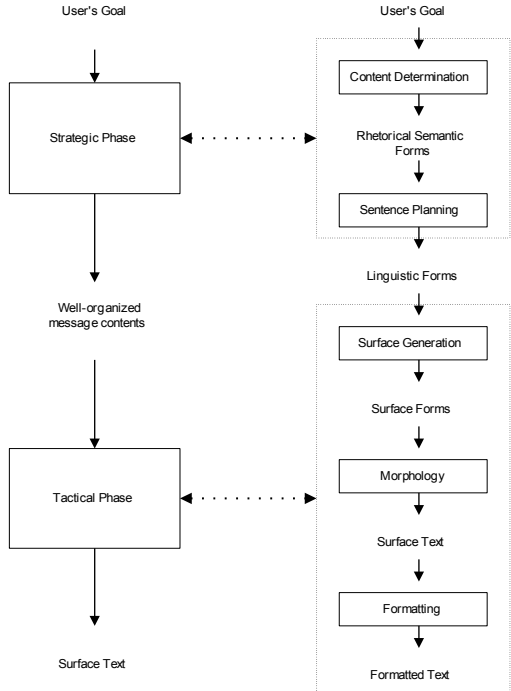 User's Goal
Strategic Phase
Well-organized
message contents
Tactical Phase
Surface Text
User's Goal
Content Determination
Rhetorical Semantic
Forms
Sentence Planning
Linguistic Forms
Surface Generation
Surface Forms
Morphology
Surface Text
Formatting
Formatted Text